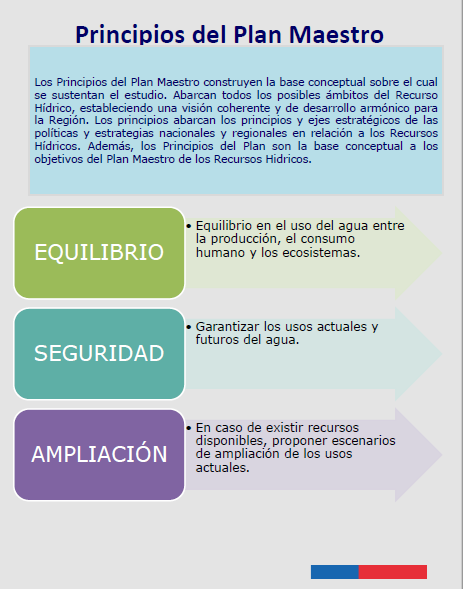 Principios del Plan Maestro
Los Principios del Plan Maestro construyen la base conceptual sobre el cual
se sustentan el estudio. Abarcan todos los posibles ámbitos del Recurso
Hídrico, estableciendo una visión coherente y de desarrollo armónico para
la Región. Los principios abarcan los principios y ejes estratégicos de las
políticas y estrategias nacionales y regionales en relación a los Recursos
Hídricos. Además, los Principios del Plan son la base conceptual a los
objetivos del Plan Maestro de los Recursos Hidricos.
EQUILIBRIO
• Equilibrio en el uso del agua entre
la producción, el consumo
humano y los ecosistemas.
SEGURIDAD
• Garantizar los usos actuales y
futuros del agua.
AMPLIACIÓN
• En caso de existir recursos
disponibles, proponer escenarios
de ampliación de los usos
actuales.